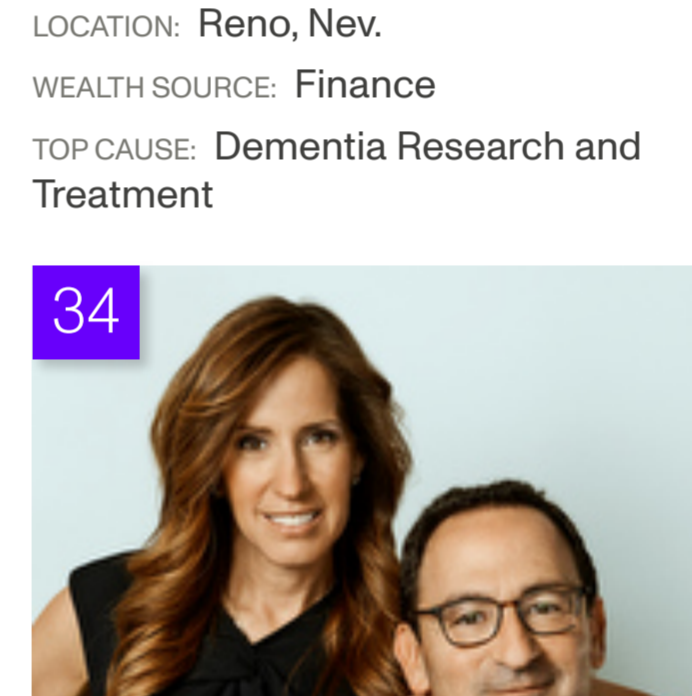 LOCATION: Reno, Nev.
WEALTH SOURCE: Finance
TOP CAUSE: Dementia Research and
Treatment
34